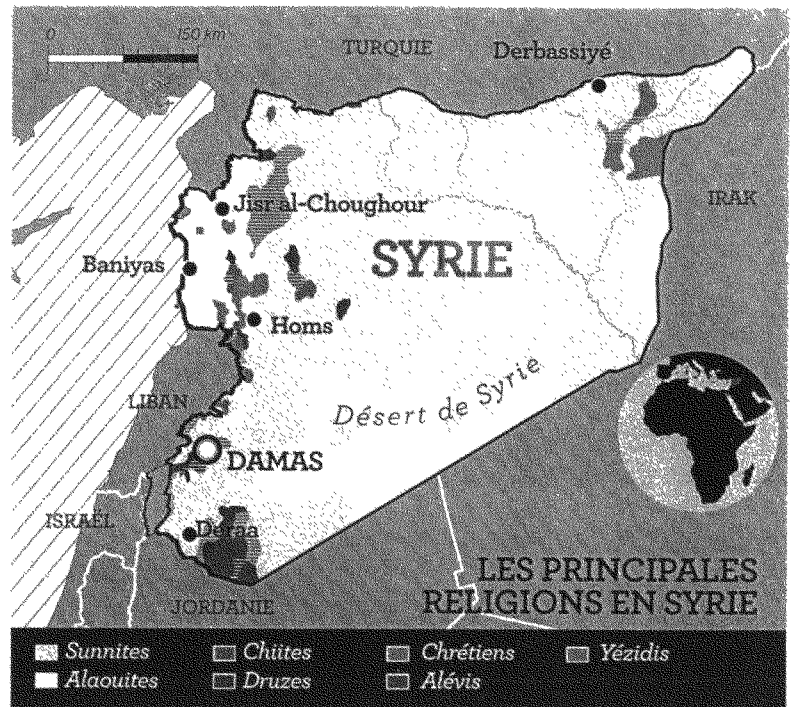 0 150 km
TURQUIE
Derbassiyé
IRAK
Jisr al-Choughour
SYRIE
Baniyas
Homs
Désert de Syrie
LIBAN
DAMAS
ISRAËL
Deraa
LES PRINCIPALES
RELIGIONS EN SYRIE
JORDANIE
Sunnites Chiites Chrétiens Yézidis
Alaouites Druzes Alévis